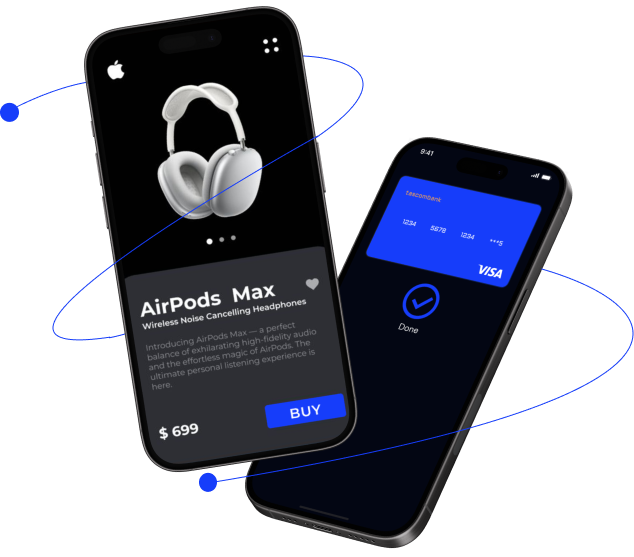 AirPods Max
Wireless Noise Cancelling Headphones
Introducing AirPods Max — a perfect
balance of exhilarating high-fidelity audio
and the effortless magic of AirPods. The
ultimate personal listening experience is
here.
$ 699
BUY
9:41
tascombank
1234 5678 1234 ***5
VISA
Done